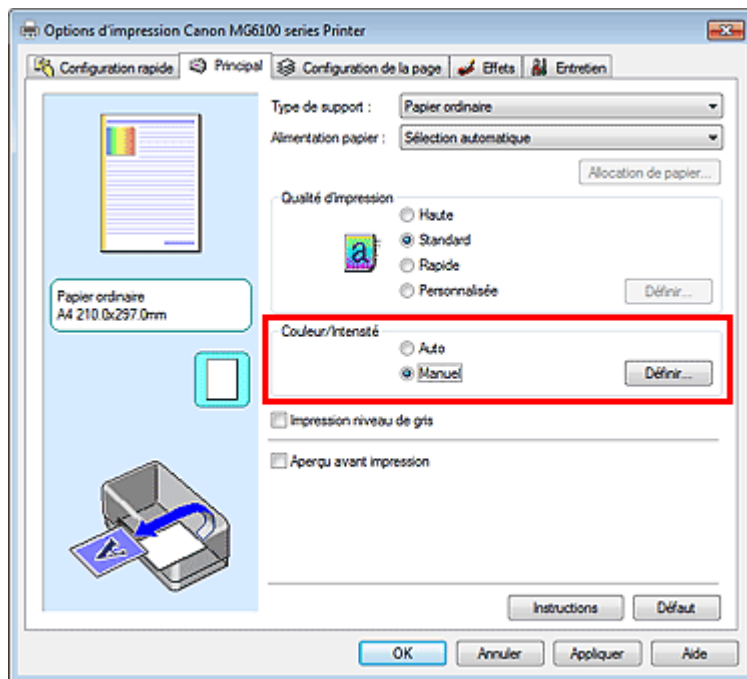 Options d'impression Canon MG6100 series Printer
Configuration rapide Principal Configuration de la page Effets Entretien
Type de support : Papier ordinaire
Alimentation papier : Sélection automatique
Allocation de papier...
Qualité d'impression
Haute
a Standard
Rapide
Personnalisée Définir...
Papier ordinaire
A4 210.0x297.0mm
Couleur/Intensité
Auto
Manuel Définir...
Impression niveau de gris
Aperçu avant impression
A
Instructions Défaut
OK Annuler Appliquer Aide